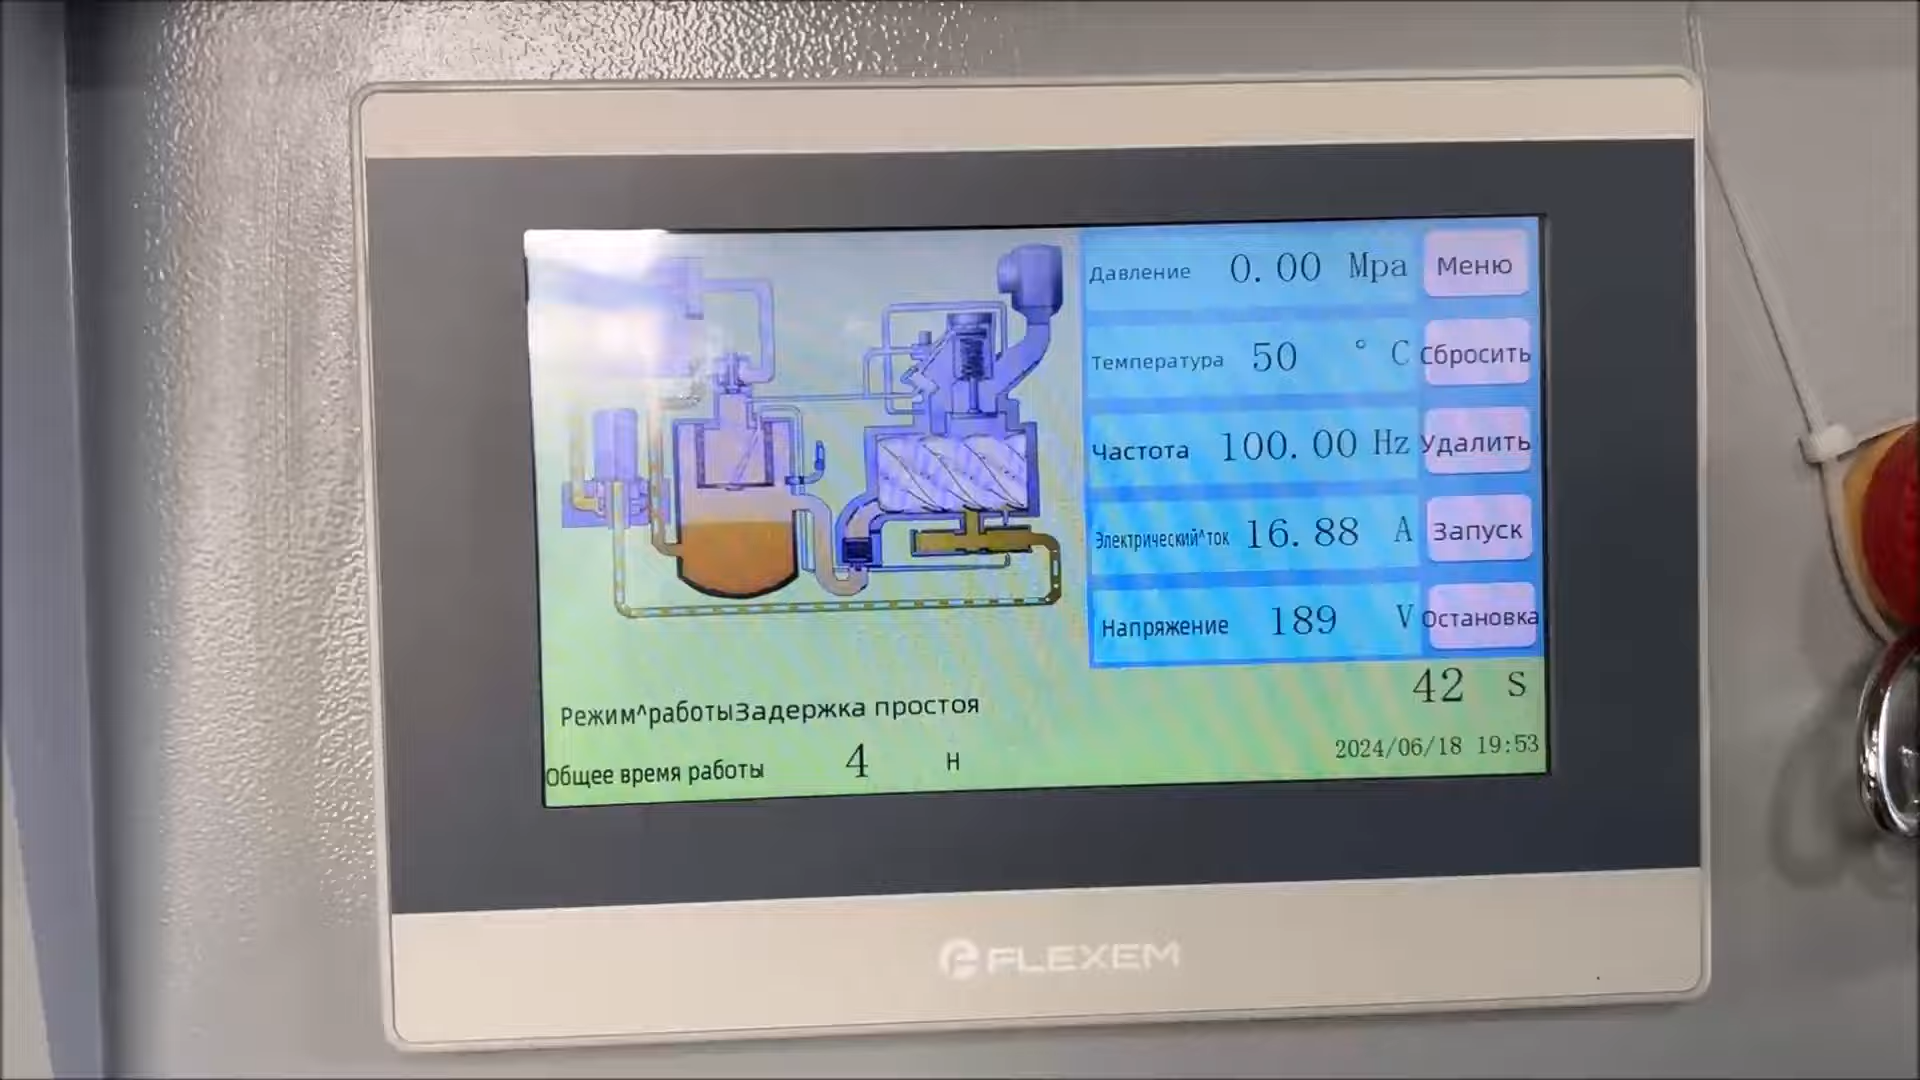 Давление 0.00 Mpa Меню
Температура 50 ° C Сбросить
Частота 100.00 Hz Удалить
Электрический^ток 16.88 A Запуск
Напряжение 189 V Остановка
42 S
Режим^работыЗадержка простоя
2024/06/18 19:53
Общее время работы 4 H
FLEXEM